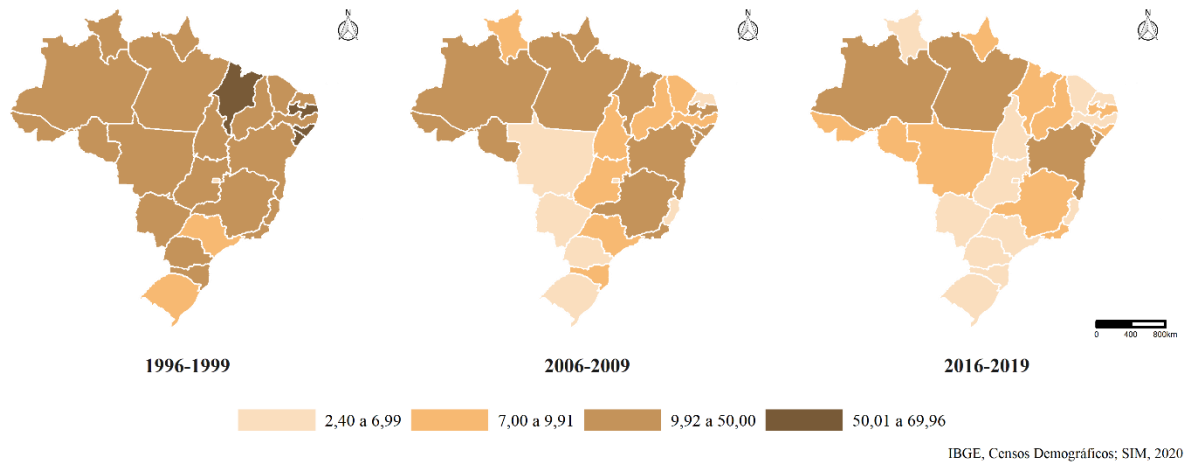 0 400 800km
1996-1999 2006-2009 2016-2019
2,40 a 6,99 7,00 a 9,91 9,92 a 50,00 50,01 a 69,96
IBGE, Censos Demográficos; SIM, 2020